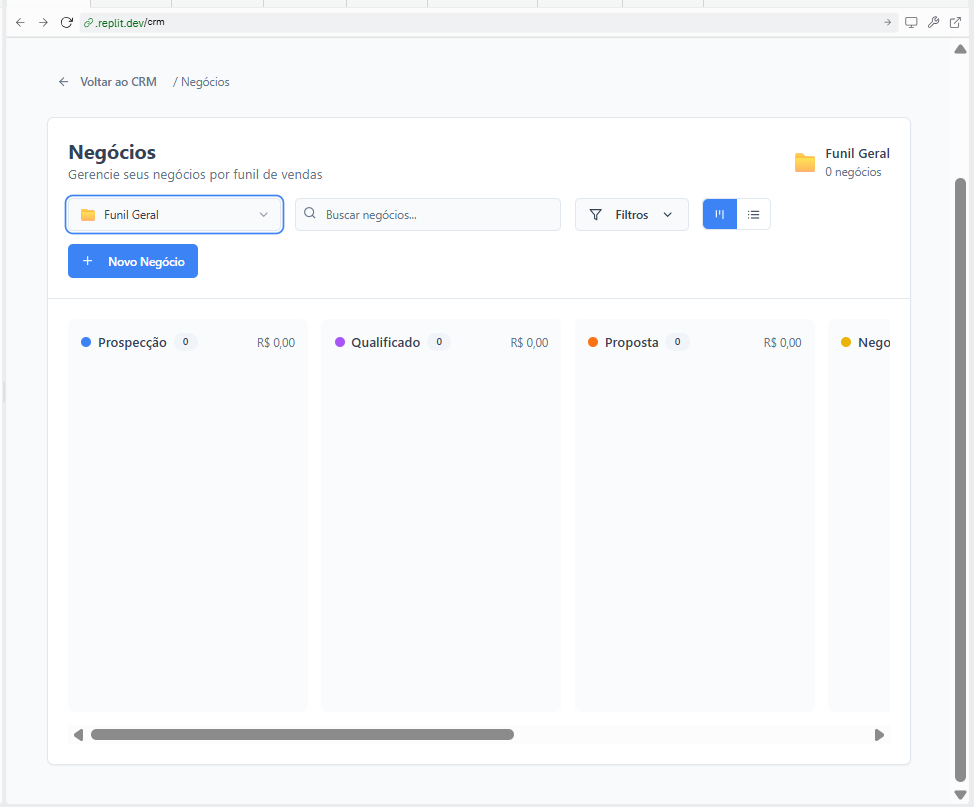 .replit.dev/crm
Voltar ao CRM / Negócios
Negócios
Gerencie seus negócios por funil de vendas
Funil Geral
0 negócios
Funil Geral
Buscar negócios...
Filtros
+ Novo Negócio
Prospecção 0 R$ 0,00
Qualificado 0 R$ 0,00
Proposta 0 R$ 0,00
Nego